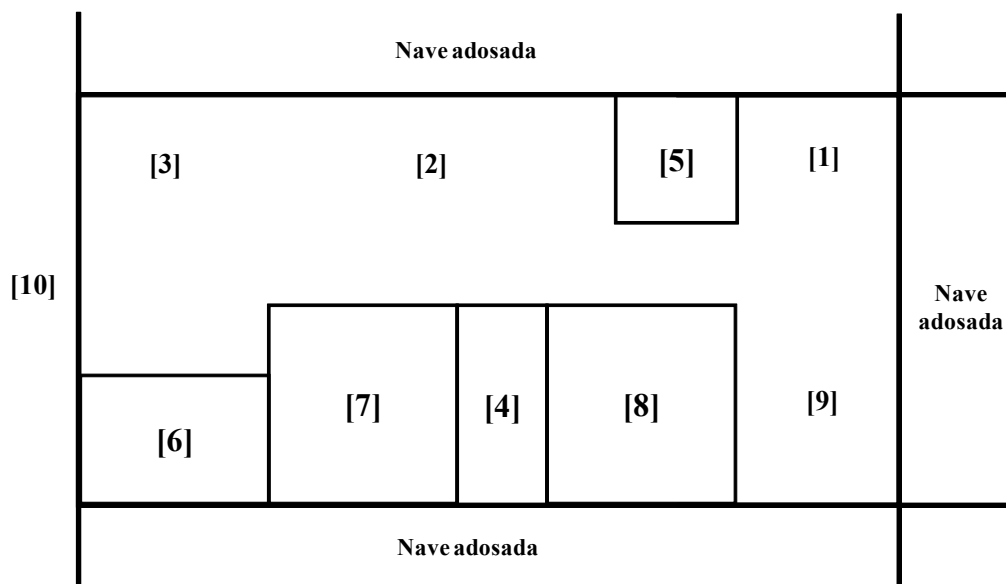 Nave adosada
[3]
[2]
[5]
[1]
[10]
Nave
adosada
[7]
[4]
[8]
[9]
[6]
Nave adosada